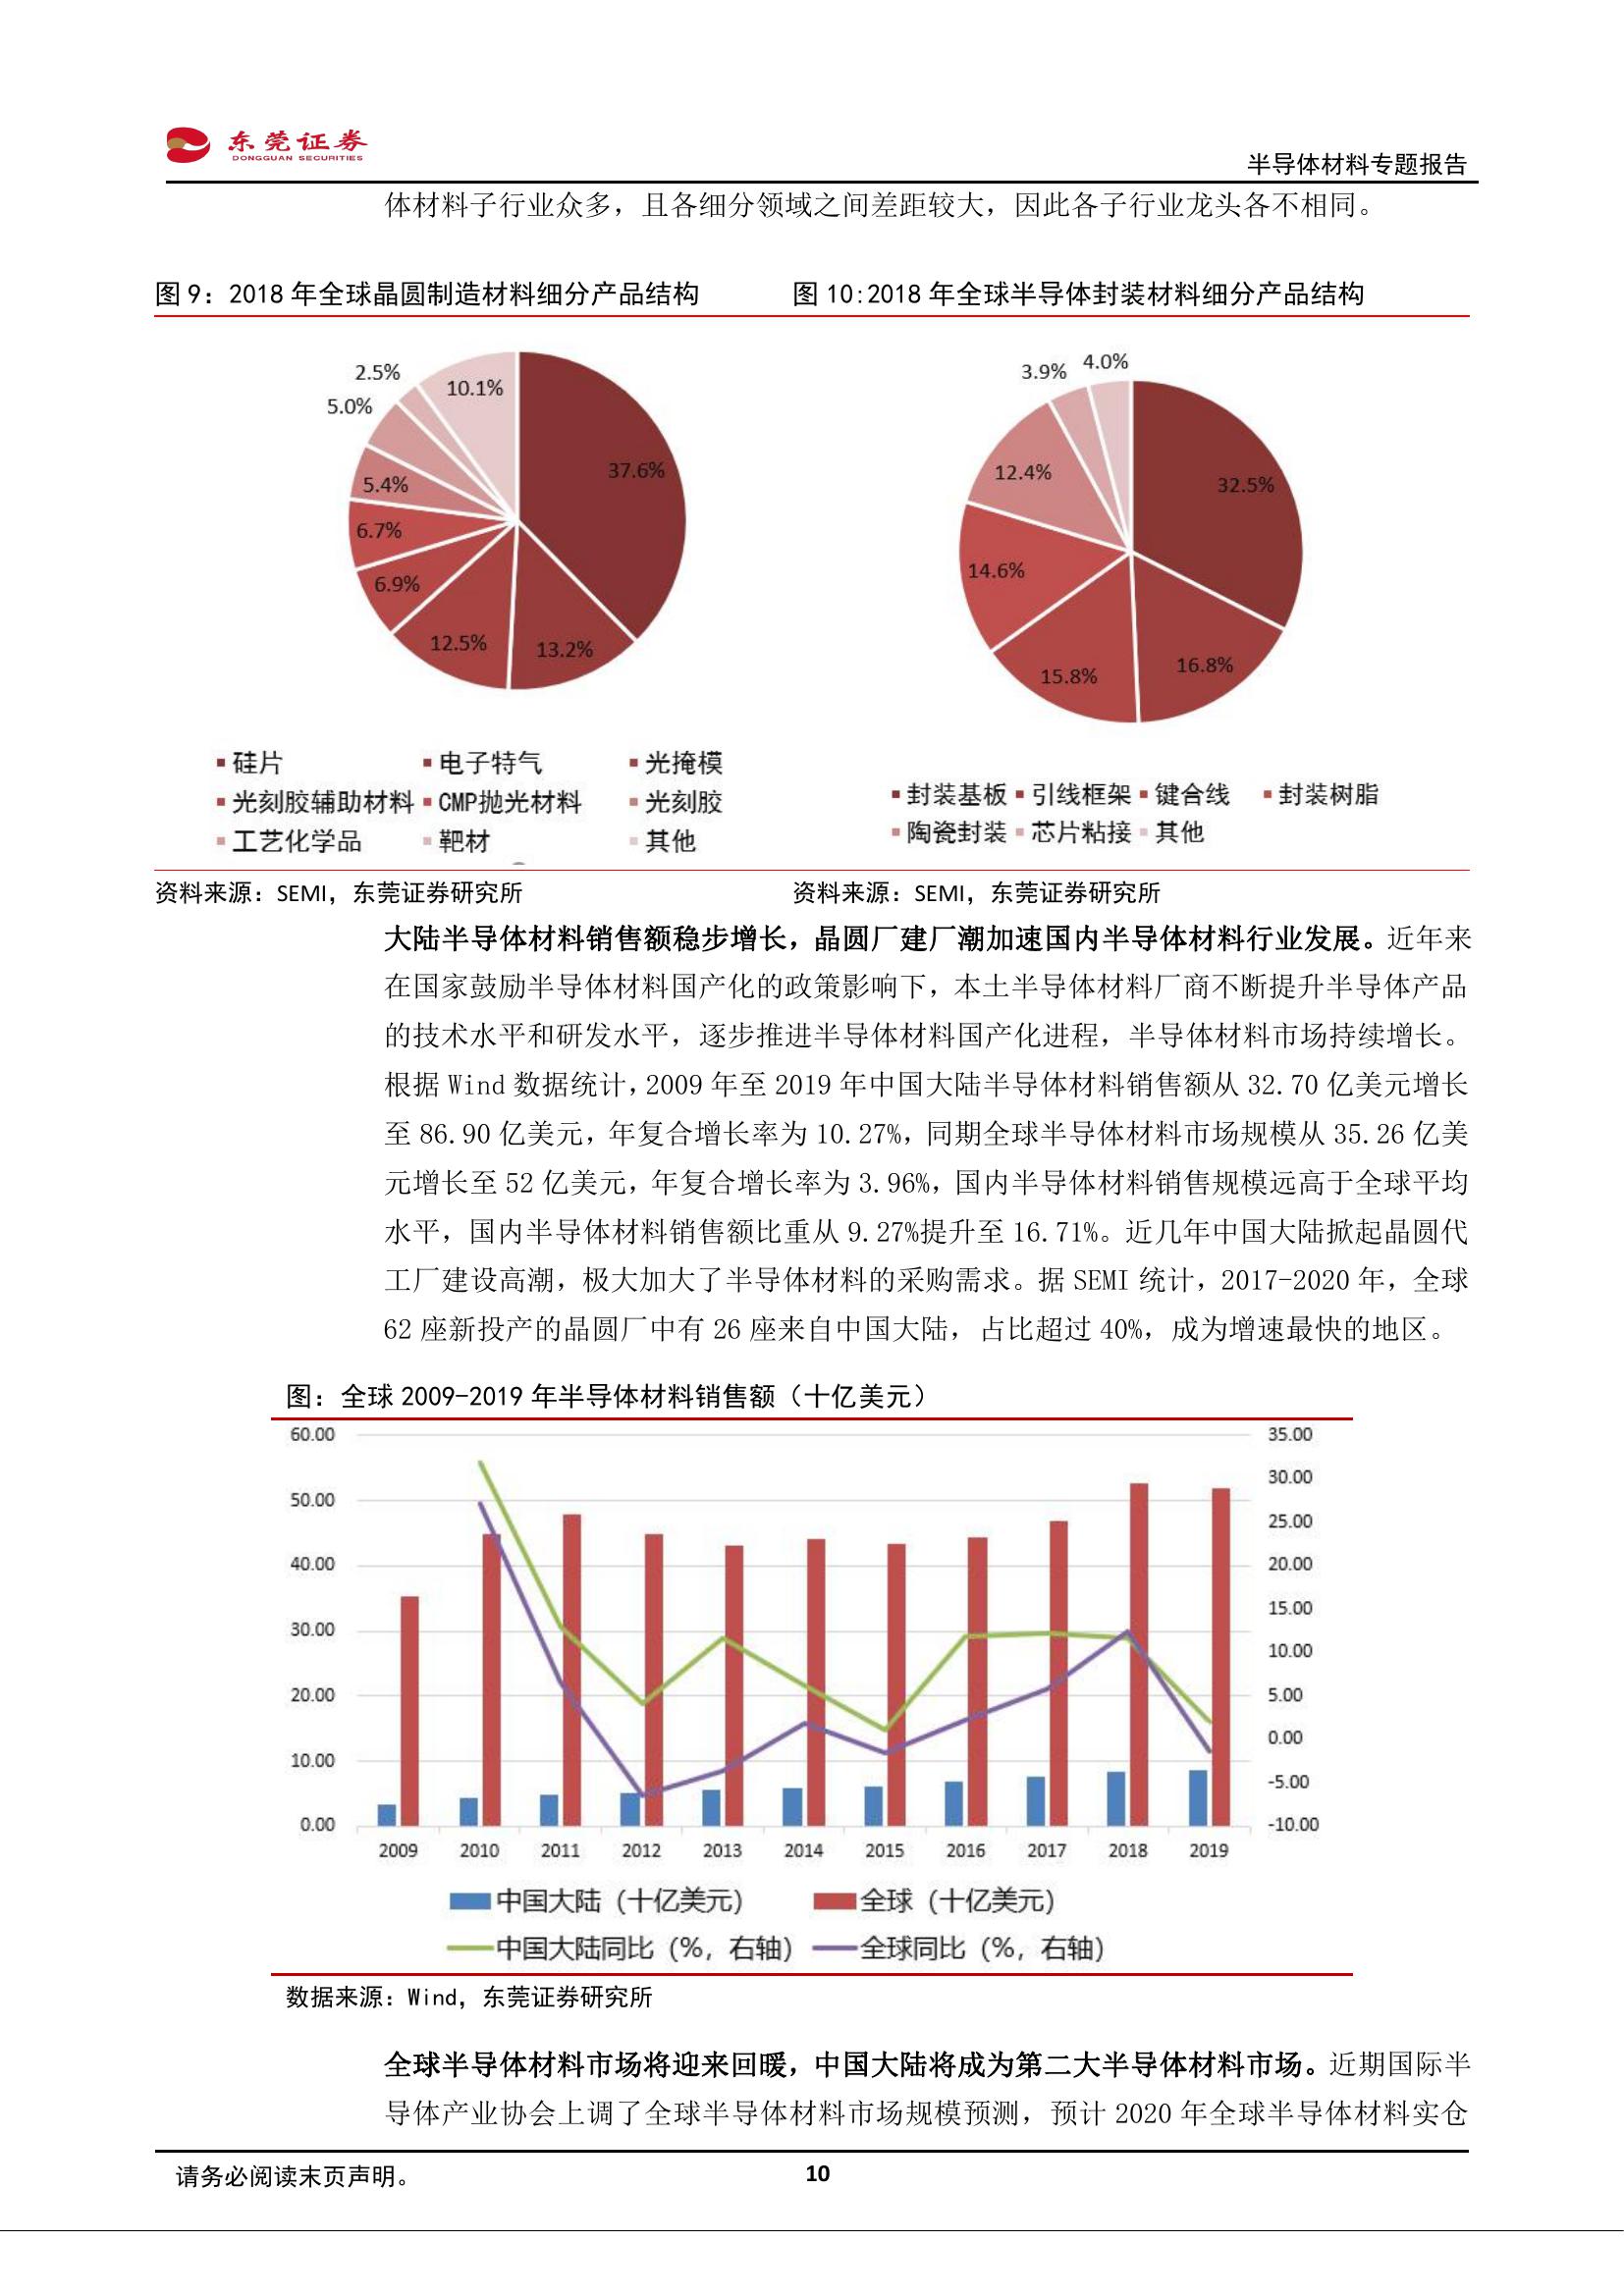 东莞证券
DONGGUAN SECURITIES
半导体材料专题报告
体材料子行业众多，且各细分领域之间差距较大，因此各子行业龙头各不相同。
图 9：2018 年全球晶圆制造材料细分产品结构
图 10:2018 年全球半导体封装材料细分产品结构
2.5%
10.1%
5.0%
37.6%
5.4%
6.7%
6.9%
12.5%
13.2%
硅片 电子特气 光掩模
光刻胶辅助材料 CMP抛光材料 光刻胶
工艺化学品 靶材 其他
3.9%
4.0%
12.4%
32.5%
14.6%
16.8%
15.8%
封装基板 引线框架 键合线 封装树脂
陶瓷封装 芯片粘接 其他
资料来源：SEMI，东莞证券研究所
资料来源：SEMI，东莞证券研究所
大陆半导体材料销售额稳步增长，晶圆厂建厂潮加速国内半导体材料行业发展。近年来
在国家鼓励半导体材料国产化的政策影响下，本土半导体材料厂商不断提升半导体产品
的技术水平和研发水平，逐步推进半导体材料国产化进程，半导体材料市场持续增长。
根据 Wind 数据统计，2009 年至 2019 年中国大陆半导体材料销售额从 32.70 亿美元增长
至 86.90 亿美元，年复合增长率为 10.27%，同期全球半导体材料市场规模从 35.26 亿美
元增长至 52 亿美元，年复合增长率为 3.96%，国内半导体材料销售规模远高于全球平均
水平，国内半导体材料销售额比重从 9.27%提升至 16.71%。近几年中国大陆掀起晶圆代
工厂建设高潮，极大加大了半导体材料的采购需求。据 SEMI 统计，2017-2020 年，全球
62 座新投产的晶圆厂中有 26 座来自中国大陆，占比超过 40%，成为增速最快的地区。
图：全球 2009-2019 年半导体材料销售额（十亿美元）
60.00
50.00
40.00
30.00
20.00
10.00
0.00
35.00
30.00
25.00
20.00
15.00
10.00
5.00
0.00
-5.00
-10.00
2009 2010 2011 2012 2013 2014 2015 2016 2017 2018 2019
中国大陆（十亿美元） 全球（十亿美元）
中国大陆同比（%，右轴） 全球同比（%，右轴）
数据来源：Wind，东莞证券研究所
全球半导体材料市场将迎来回暖，中国大陆将成为第二大半导体材料市场。近期国际半
导体产业协会上调了全球半导体材料市场规模预测，预计 2020 年全球半导体材料实仓
请务必阅读末页声明。
10